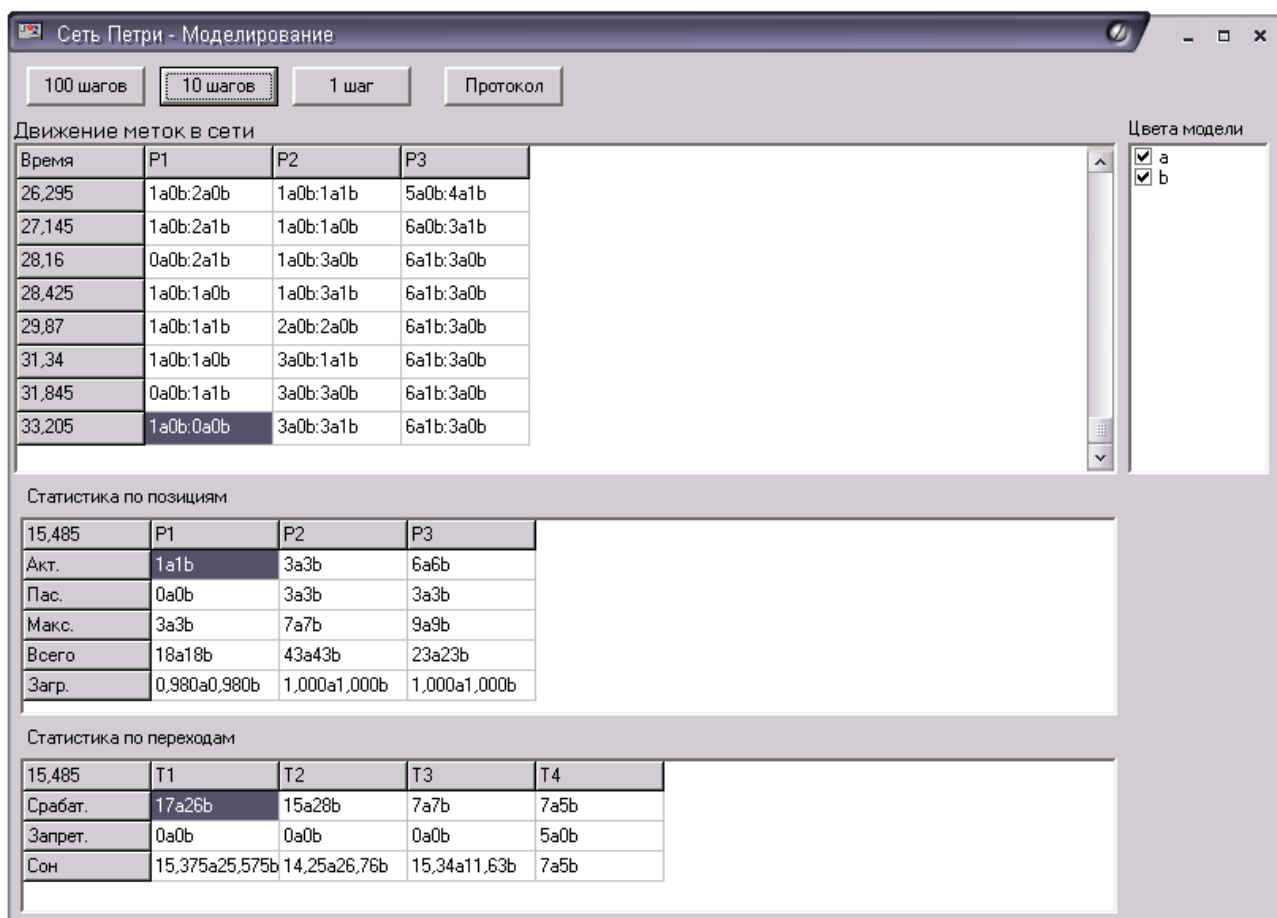 Сеть Петри - Моделирование
100 шагов 10 шагов 1 шаг Протокол
Движение меток в сети Цвета модели
Время P1 P2 P3
a
b
26,295 1a0b:2a0b 1a0b:1a1b 5a0b:4a1b
27,145 1a0b:2a1b 1a0b:1a0b 6a0b:3a1b
28,16 0a0b:2a1b 1a0b:3a0b 6a1b:3a0b
28,425 1a0b:1a0b 1a0b:3a1b 6a1b:3a0b
29,87 1a0b:1a1b 2a0b:2a0b 6a1b:3a0b
31,34 1a0b:1a0b 3a0b:1a1b 6a1b:3a0b
31,845 0a0b:1a1b 3a0b:3a0b 6a1b:3a0b
33,205 1a0b:0a0b 3a0b:3a1b 6a1b:3a0b
Статистика по позициям
15,485 P1 P2 P3
Акт. 1a1b 3a3b 6a6b
Пас. 0a0b 3a3b 3a3b
Макс. 3a3b 7a7b 9a9b
Всего 18a18b 43a43b 23a23b
Загр. 0,980a0,980b 1,000a1,000b 1,000a1,000b
Статистика по переходам
15,485 T1 T2 T3 T4
Срабат. 17a26b 15a28b 7a7b 7a5b
Запрет. 0a0b 0a0b 0a0b 5a0b
Сон 15,375a25,575b 14,25a26,76b 15,34a11,63b 7a5b